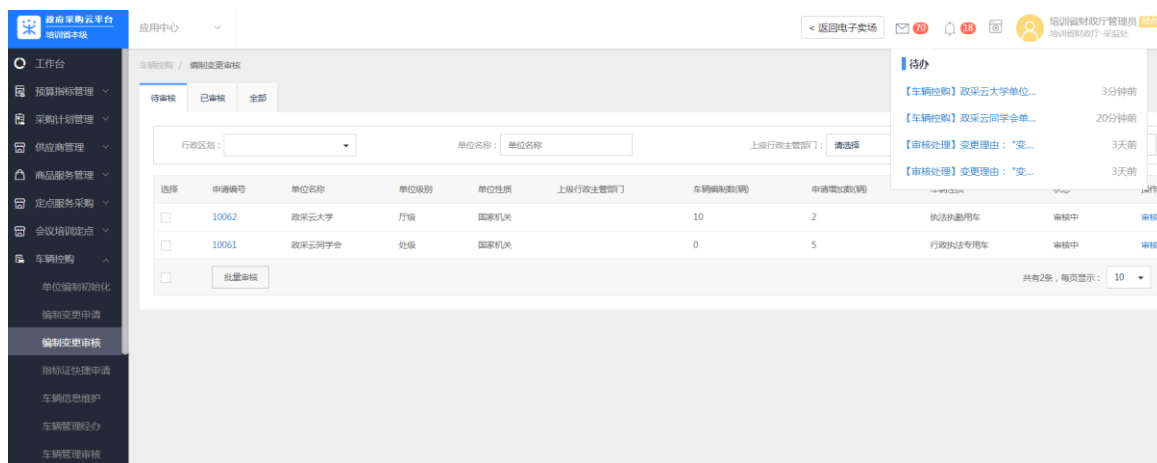 政府采购云平台
培训省本级
应用中心
< 返回电子卖场
70
18
培训省财政厅管理员
培训省财政厅-采监处
工作台
预算指标管理
采购计划管理
供应商管理
商品服务管理
定点服务采购
会议培训定点
车辆控购
单位编制初始化
编制变更申请
编制变更审核
指标证快捷申请
车辆信息维护
车辆管理经办
车辆管理审核
车辆控购 / 编制变更审核
待审核 已审核 全部
行政区划： 单位名称： 单位名称 上级行政主管部门： 请选择
待办
【车辆控购】政采云大学单位... 3分钟前
【车辆控购】政采云同学会单... 20分钟前
【审核处理】变更理由： "变... 3天前
【审核处理】变更理由： "变... 3天前
选择 申请编号 单位名称 单位级别 单位性质 上级行政主管部门 车辆编制数(辆) 申请增加数(辆)
10062 政采云大学 厅级 国家机关 10 2 执法执勤用车 审核中 审核
10061 政采云同学会 处级 国家机关 0 5 行政执法专用车 审核中 审核
批量审核 共有2条，每页显示： 10